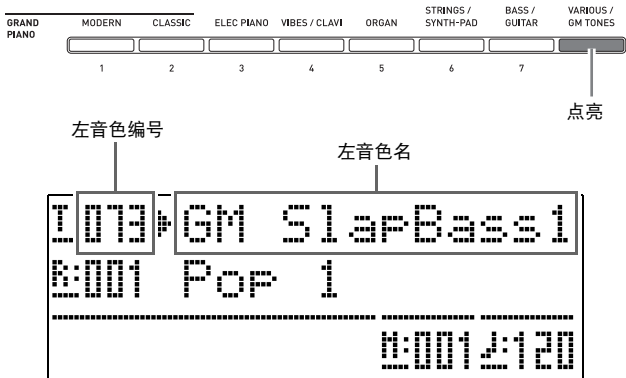 GRAND PIANO
MODERN CLASSIC ELEC PIANO VIBES / CLAVI ORGAN STRINGS / SYNTH-PAD BASS / GUITAR VARIOUS / GM TONES
1 2 3 4 5 6 7
点亮
左音色编号
左音色名
T 073 GM SlapBass1
R:001 Pop 1
M:001 ♪:120